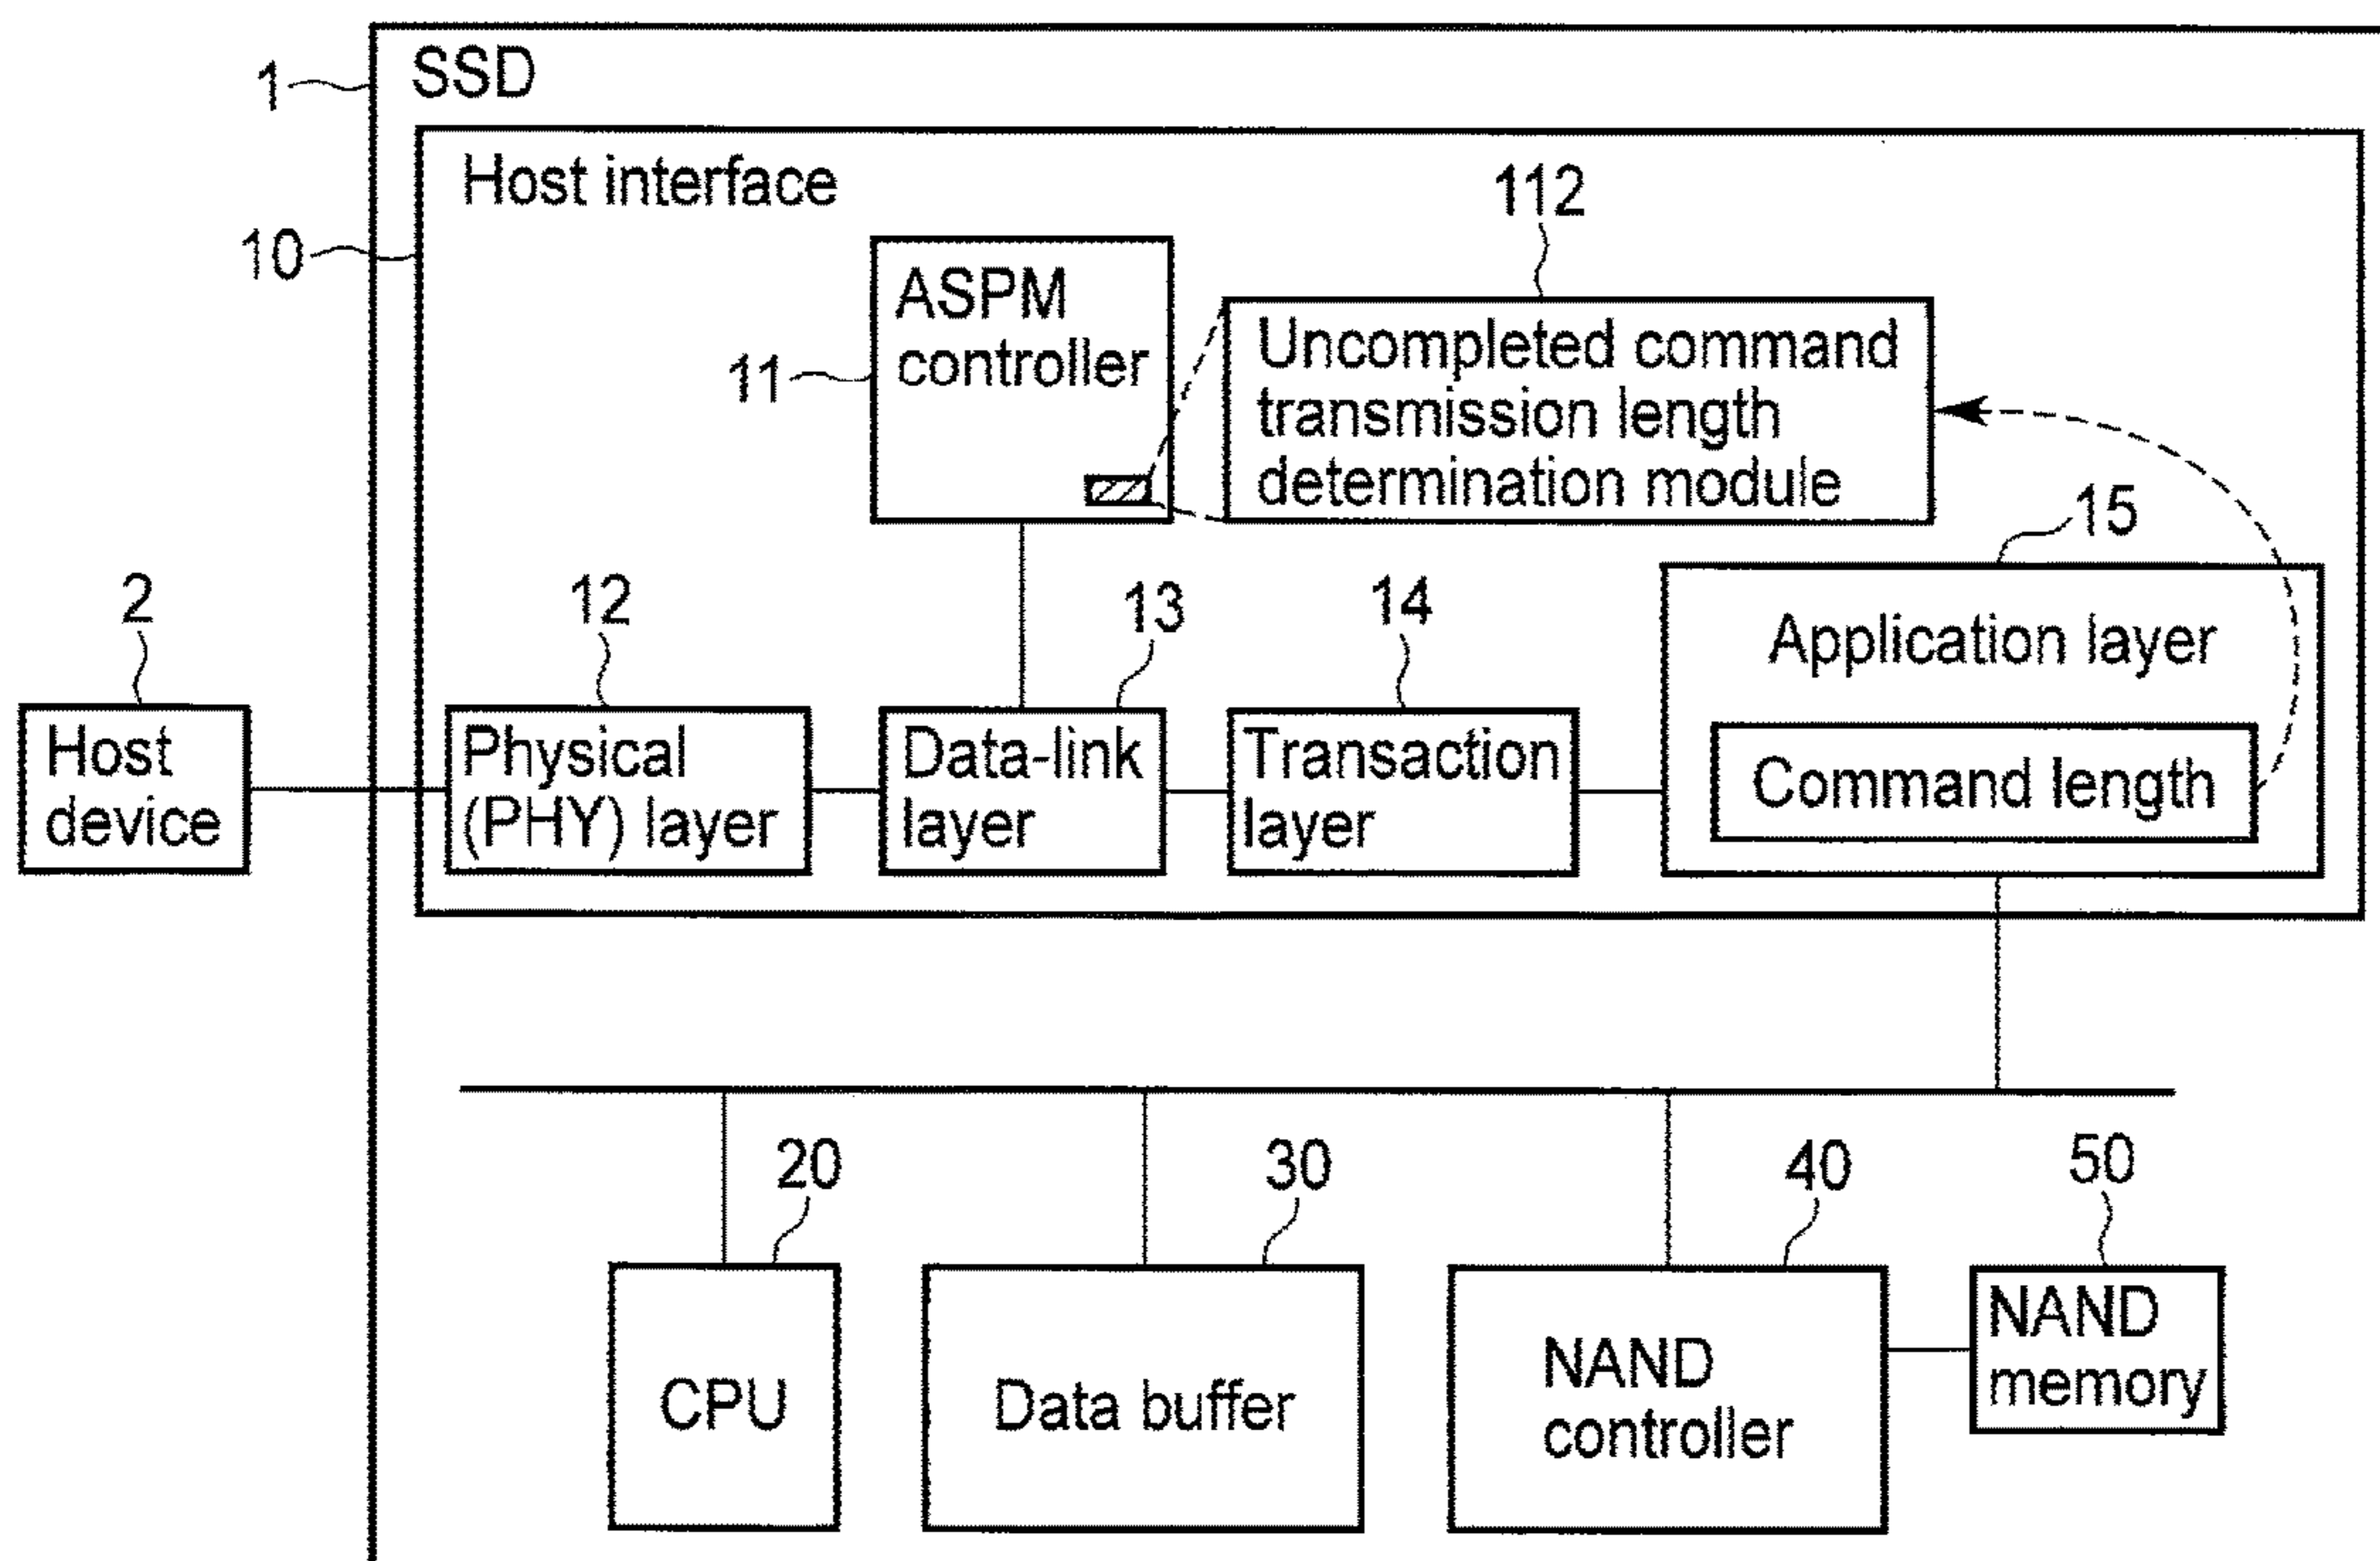 1
SSD
10
Host interface
112
11
ASPM
controller
Uncompleted command
transmission length
determination module
15
2
12
13
14
Application layer
Host
device
Physical
(PHY) layer
Data-link
layer
Transaction
layer
Command length
20
30
40
50
CPU
Data buffer
NAND
controller
NAND
memory